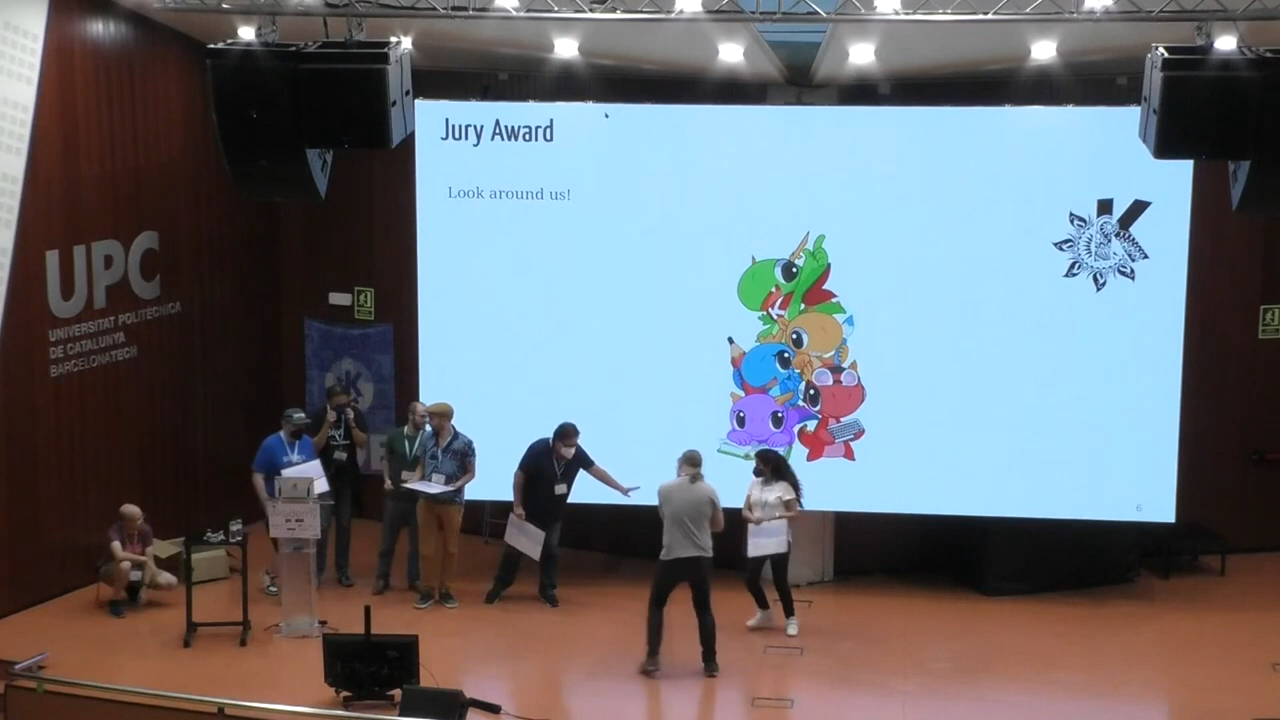 Jury Award
Look around us!
K
UPC
UNIVERSITAT POLITÈCNICA
DE CATALUNYA
BARCELONATECH
K
6